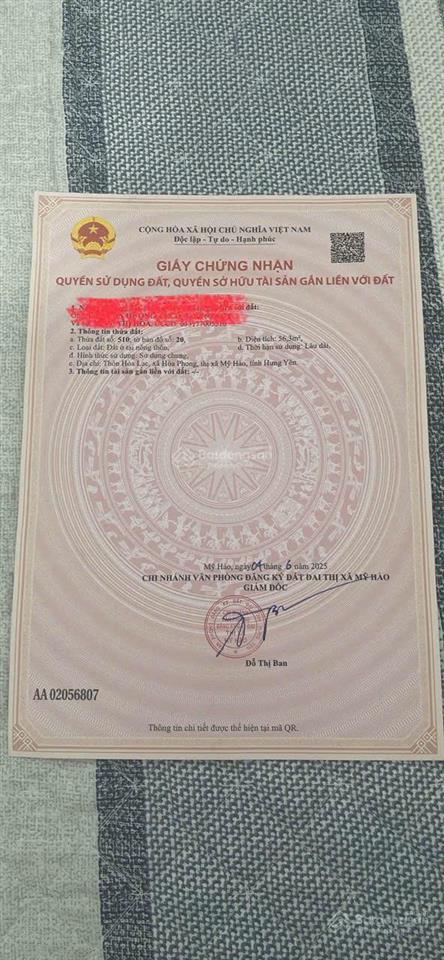 CỘNG HÒA XÃ HỘI CHỦ NGHĨA VIỆT NAM
Độc lập - Tự do - Hạnh phúc
GIẤY CHỨNG NHẬN
QUYỀN SỬ DỤNG ĐẤT, QUYỀN SỞ HỮU TÀI SẢN GẮN LIỀN VỚI ĐẤT
với đất:
2. Thông tin thửa đất:
a. Thửa đất số: 510; tờ bản đồ số: 20, b. Diện tích: 56,3m²,
c. Loại đất: Đất ở tại nông thôn, d. Thời hạn sử dụng: Lâu dài,
đ. Hình thức sử dụng: Sử dụng chung,
e. Địa chỉ: Thôn Hòa Lạc, xã Hòa Phong, thị xã Mỹ Hào, tỉnh Hưng Yên.
3. Thông tin tài sản gắn liền với đất: -/-
Batdongsan
Mỹ Hào, ngày 04 tháng 6 năm 2025
CHI NHÁNH VĂN PHÒNG ĐĂNG KÝ ĐẤT ĐAI THỊ XÃ MỸ HÀO
GIÁM ĐỐC
Đỗ Thị Ban
AA 02056807
Thông tin chi tiết được thể hiện tại mã QR.
Batdongsan